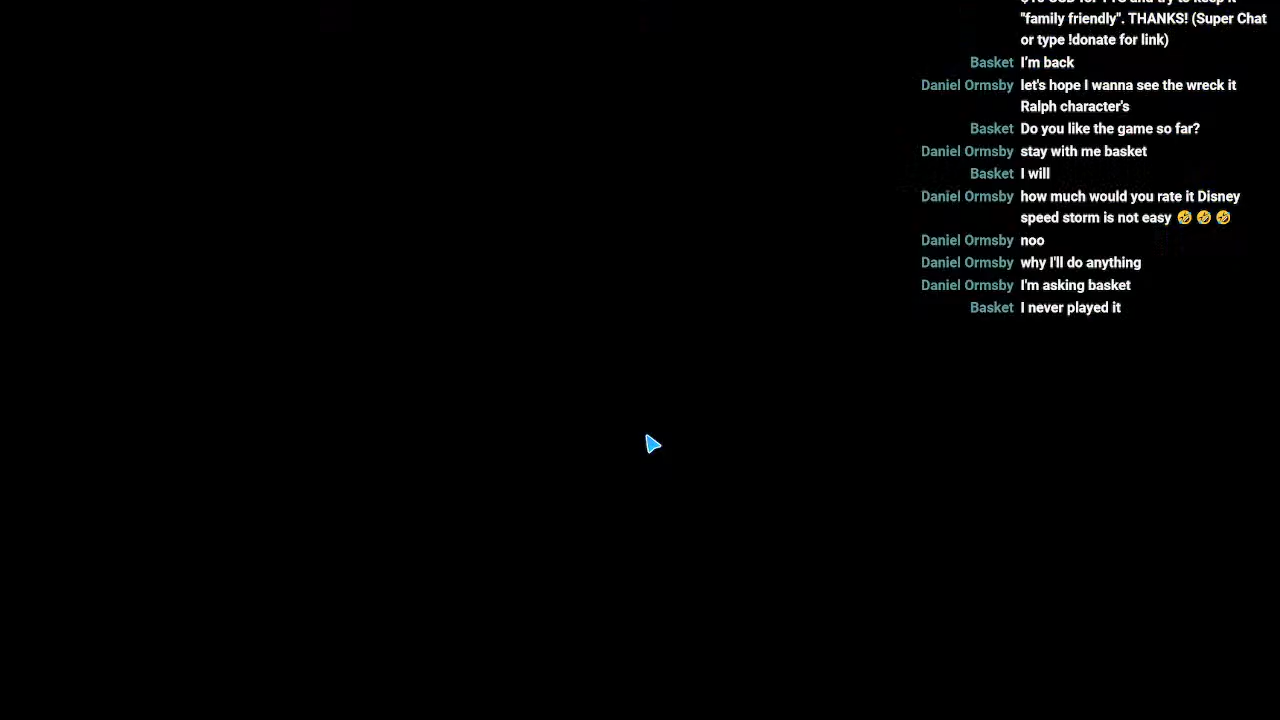 "family friendly". THANKS! (Super Chat
or type !donate for link)
Basket I'm back
Daniel Ormsby let's hope I wanna see the wreck it
Ralph character's
Basket Do you like the game so far?
Daniel Ormsby stay with me basket
Basket I will
Daniel Ormsby how much would you rate it Disney
speed storm is not easy 🤣 🤣 🤣
Daniel Ormsby noo
Daniel Ormsby why I'll do anything
Daniel Ormsby I'm asking basket
Basket I never played it